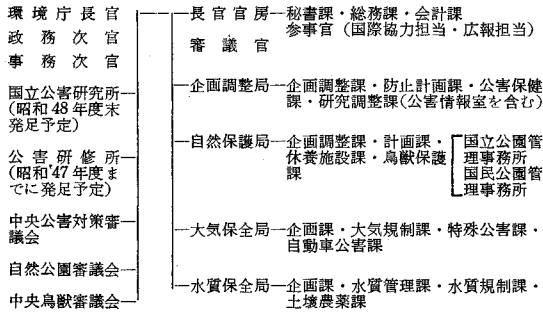 環境庁長官
政務次官
事務次官
国立公害研究所
(昭和48年度末
発足予定)
公害研修所
(昭和47年度ま
でに発足予定)
中央公害対策審
議会
自然公園審議会
中央鳥獣審議会
長官官房
審議官
秘書課・総務課・会計課
参事官(国際協力担当・広報担当)
企画調整局
企画調整課・防止計画課・公害保健
課・研究調整課(公害情報室を含む)
自然保護局
企画調整課・計画課・
休養施設課・鳥獣保護
課
国立公園管
理事務所
国民公園管
理事務所
大気保全局
企画課・大気規制課・特殊公害課・
自動車公害課
水質保全局
企画課・水質管理課・水質規制課・
土壌農薬課